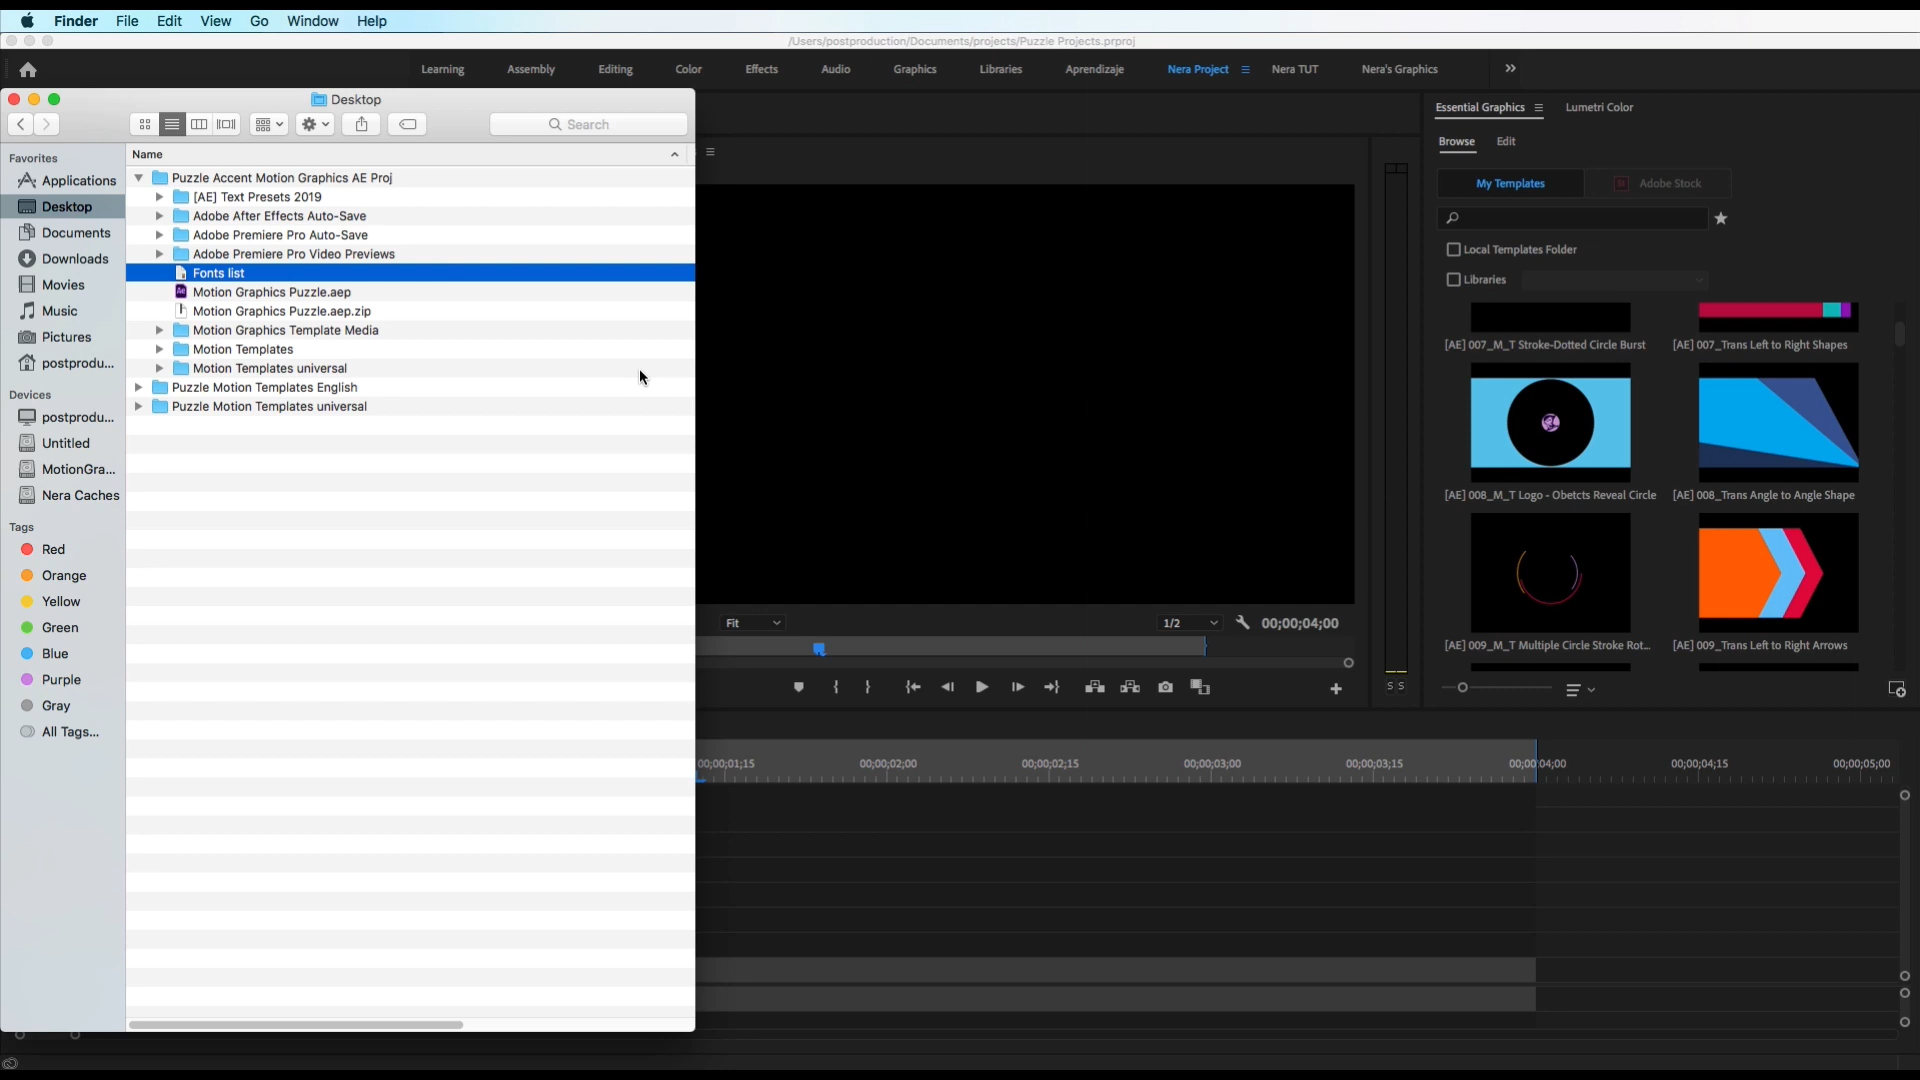 Finder File Edit View Go Window Help
/Users/postproduction/Documents/projects/Puzzle Projects.prproj
Learning Assembly Editing Color Effects Audio Graphics Libraries Aprendizaje Nera Project Nera TUT Nera's Graphics
Desktop
Search
Favorites
Applications
Desktop
Documents
Downloads
Movies
Music
Pictures
postprodu...
Devices
postprodu...
Untitled
MotionGra...
Nera Caches
Tags
Red
Orange
Yellow
Green
Blue
Purple
Gray
All Tags...
Name
Puzzle Accent Motion Graphics AE Proj
[AE] Text Presets 2019
Adobe After Effects Auto-Save
Adobe Premiere Pro Auto-Save
Adobe Premiere Pro Video Previews
Fonts list
Motion Graphics Puzzle.aep
Motion Graphics Puzzle.aep.zip
Motion Graphics Template Media
Motion Templates
Motion Templates universal
Puzzle Motion Templates English
Puzzle Motion Templates universal
Fit
1/2
00;00;04;00
S S
00;00;01;15 00;00;02;00 00;00;02;15 00;00;03;00 00;00;03;15 00;00;04;00 00;00;04;15 00;00;05;00
Essential Graphics Lumetri Color
Browse Edit
My Templates Adobe Stock
Local Templates Folder
Libraries
[AE] 007_M_T Stroke-Dotted Circle Burst [AE] 007_Trans Left to Right Shapes
[AE] 008_M_T Logo - Obetcts Reveal Circle [AE] 008_Trans Angle to Angle Shape
[AE] 009_M_T Multiple Circle Stroke Rot... [AE] 009_Trans Left to Right Arrows